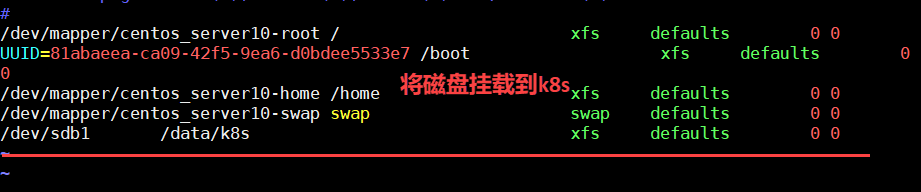 #
/dev/mapper/centos_server10-root / xfs defaults 0 0
UUID=81abaeea-ca09-42f5-9ea6-d0bdee5533e7 /boot xfs defaults 0
0
/dev/mapper/centos_server10-home /home xfs defaults 0 0
将磁盘挂载到k8s
/dev/mapper/centos_server10-swap swap swap defaults 0 0
/dev/sdb1 /data/k8s xfs defaults 0 0
~
~